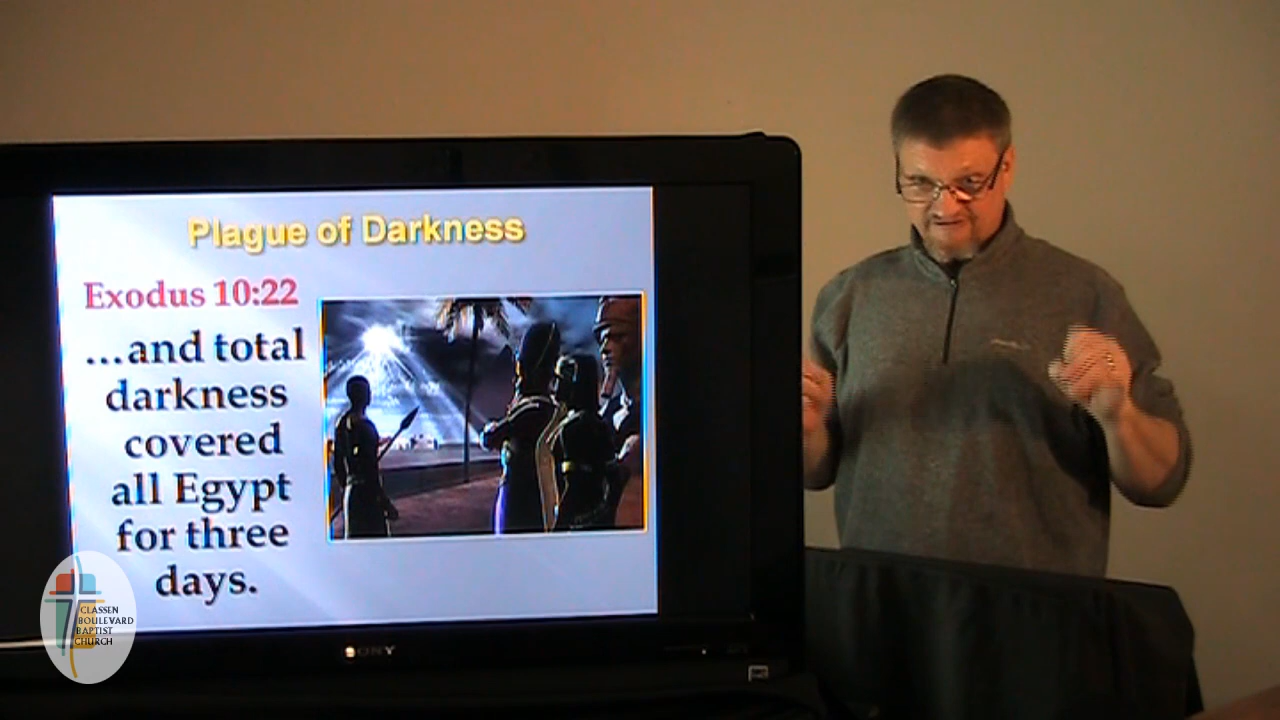 Plague of Darkness
Exodus 10:22
...and total
darkness
covered
all Egypt
for three
days.
CLASSEN
BOULEVARD
BAPTIST
CHURCH
SONY